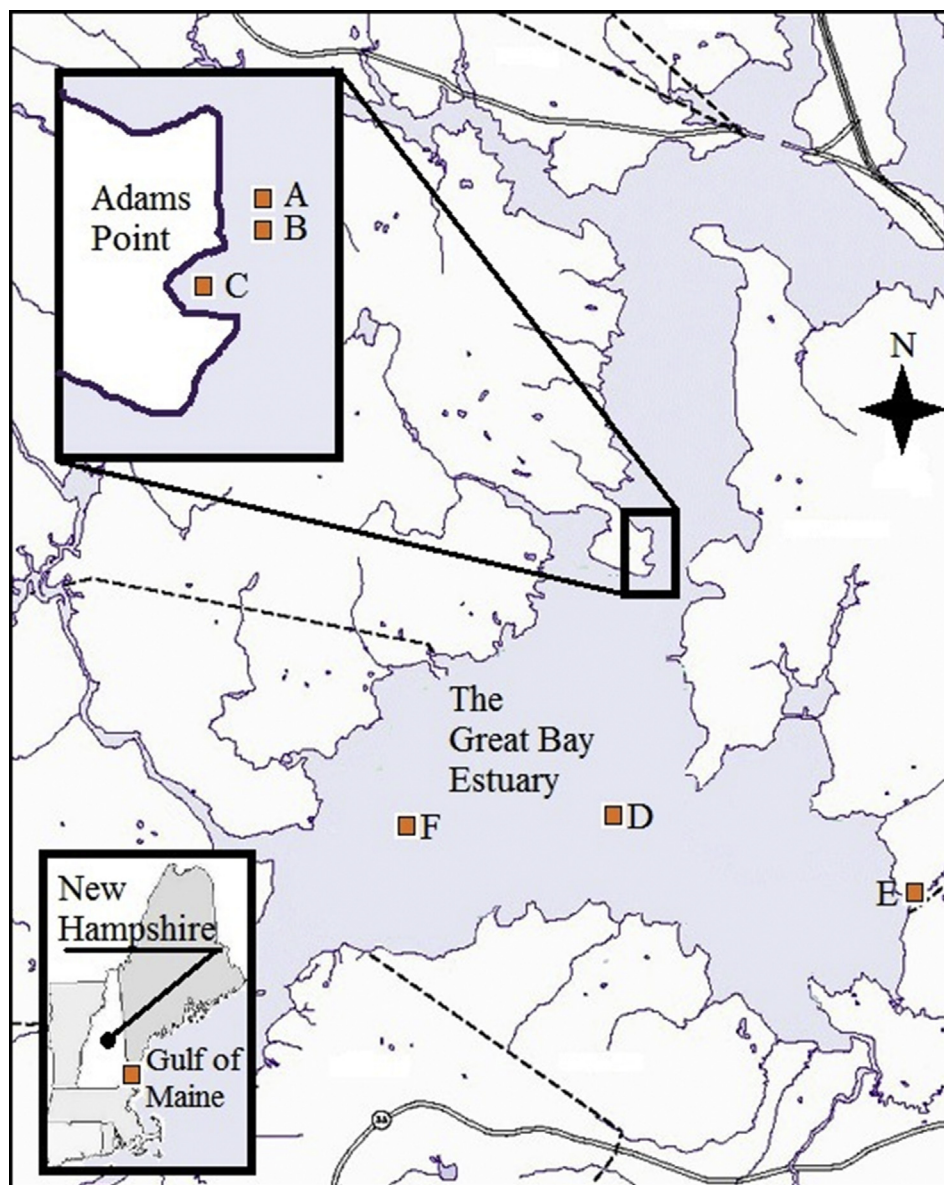 Adams
Point
A
B
C
N
The
Great Bay
Estuary
F
D
E
New
Hampshire
Gulf of
Maine